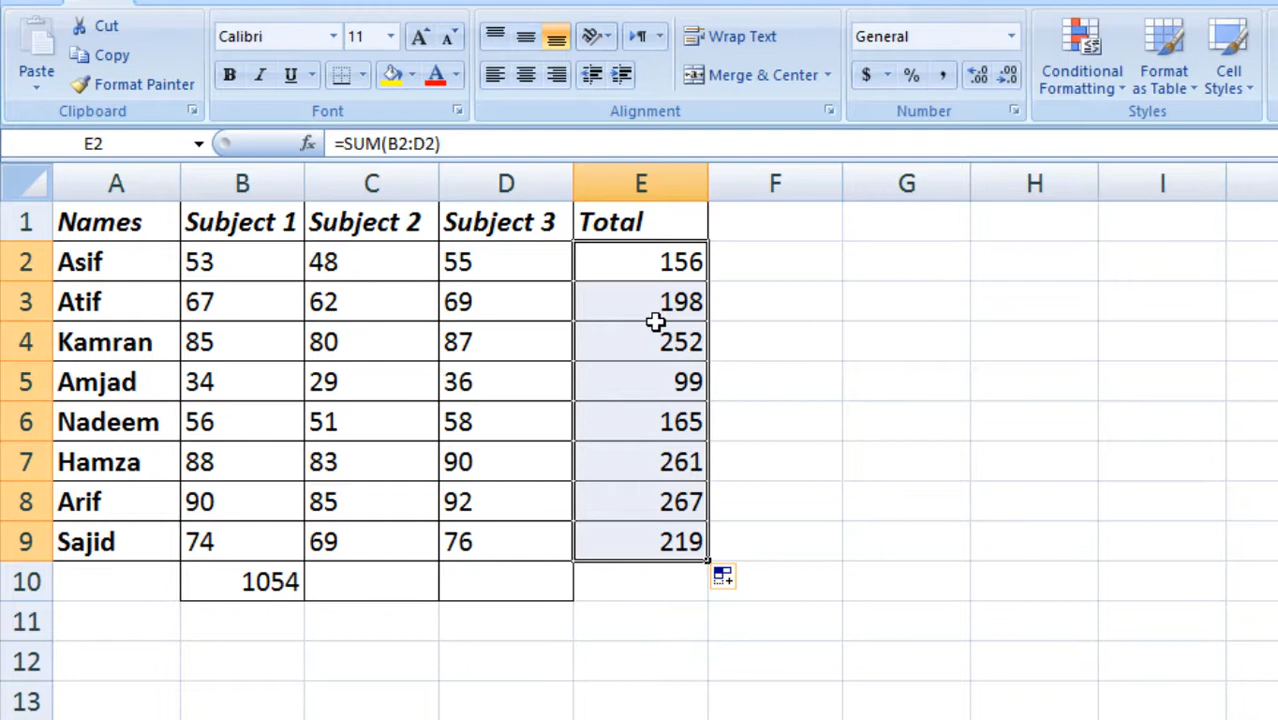 Cut
Copy
Format Painter
Paste
Clipboard
Calibri 11 A A
B I U A
Font
Wrap Text
Merge & Center
Alignment
General
$ % , .0 .00 .00 .0
Number
Conditional Formatting
Format as Table
Cell Styles
Styles
E2 fx =SUM(B2:D2)
A B C D E F G H I
1 Names Subject 1 Subject 2 Subject 3 Total
2 Asif 53 48 55 156
3 Atif 67 62 69 198
4 Kamran 85 80 87 252
5 Amjad 34 29 36 99
6 Nadeem 56 51 58 165
7 Hamza 88 83 90 261
8 Arif 90 85 92 267
9 Sajid 74 69 76 219
10 1054
11
12
13